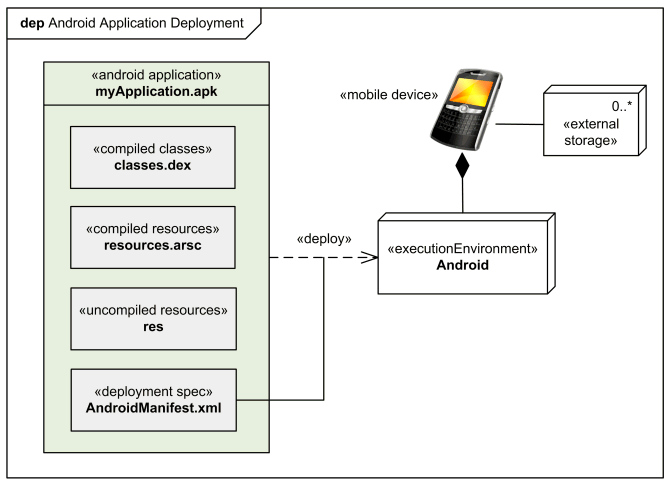 dep Android Application Deployment
«android application»
myApplication.apk
«compiled classes»
classes.dex
«compiled resources»
resources.arsc
«uncompiled resources»
res
«deployment spec»
AndroidManifest.xml
«deploy»
«mobile device»
0..*
«external
storage»
«executionEnvironment»
Android